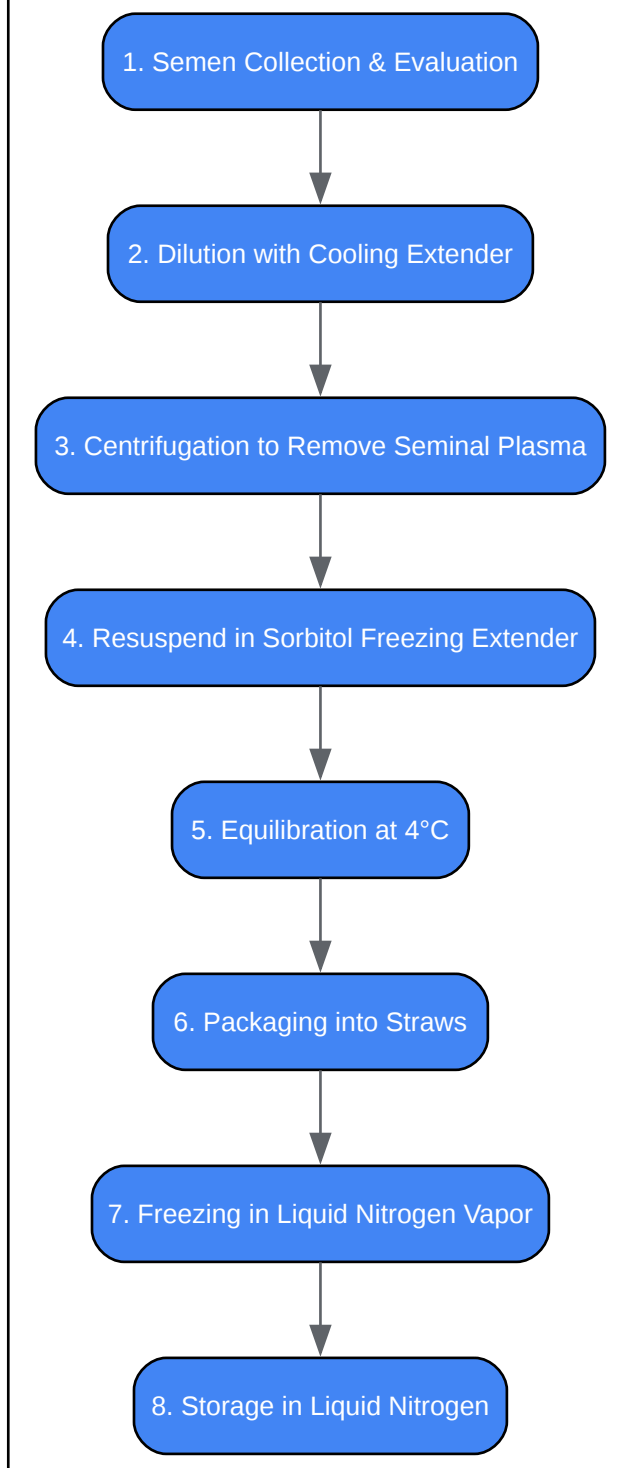 1. Semen Collection & Evaluation
2. Dilution with Cooling Extender
3. Centrifugation to Remove Seminal Plasma
4. Resuspend in Sorbitol Freezing Extender
5. Equilibration at 4°C
6. Packaging into Straws
7. Freezing in Liquid Nitrogen Vapor
8. Storage in Liquid Nitrogen